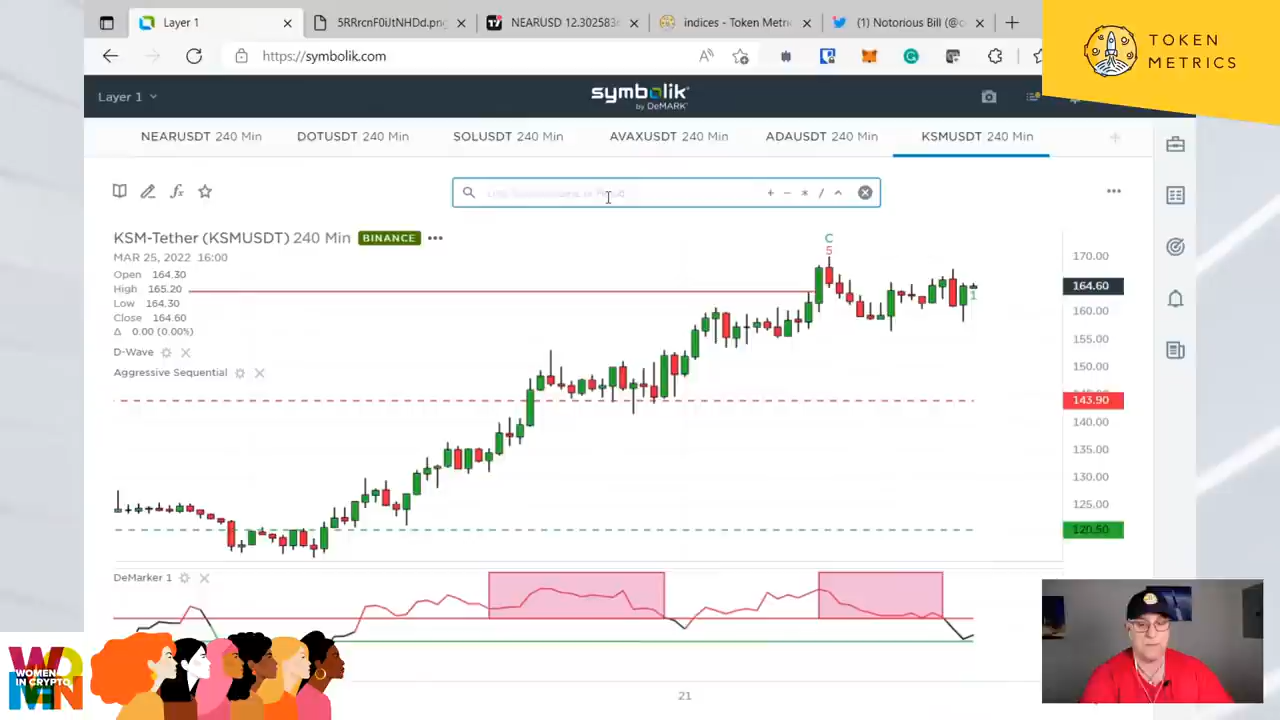 Layer 1
5RRrcnF0iJtNHDd.png
NEARUSD 12.302583
indices - Token Metric
(1) Notorious Bill (@c
https://symbolik.com
TOKEN
METRICS
Layer 1
symbolik
by DeMARK
NEARUSDT 240 Min
DOTUSDT 240 Min
SOLUSDT 240 Min
AVAXUSDT 240 Min
ADAUSDT 240 Min
KSMUSDT 240 Min
+ − * /
KSM-Tether (KSMUSDT) 240 Min BINANCE
MAR 25, 2022 16:00
Open 164.30
High 165.20
Low 164.30
Close 164.60
Δ 0.00 (0.00%)
D-Wave
Aggressive Sequential
C
5
1
170.00
164.60
160.00
155.00
150.00
143.90
140.00
135.00
130.00
125.00
120.50
DeMarker 1
21
WOMEN
IN CRYPTO